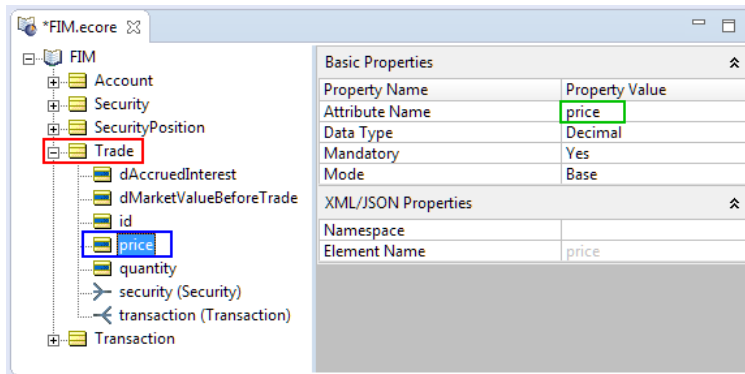 *FIM.ecore
FIM
Account
Security
SecurityPosition
Trade
dAccruedInterest
dMarketValueBeforeTrade
id
price
quantity
security (Security)
transaction (Transaction)
Transaction
Basic Properties
Property Name Property Value
Attribute Name price
Data Type Decimal
Mandatory Yes
Mode Base
XML/JSON Properties
Namespace
Element Name price